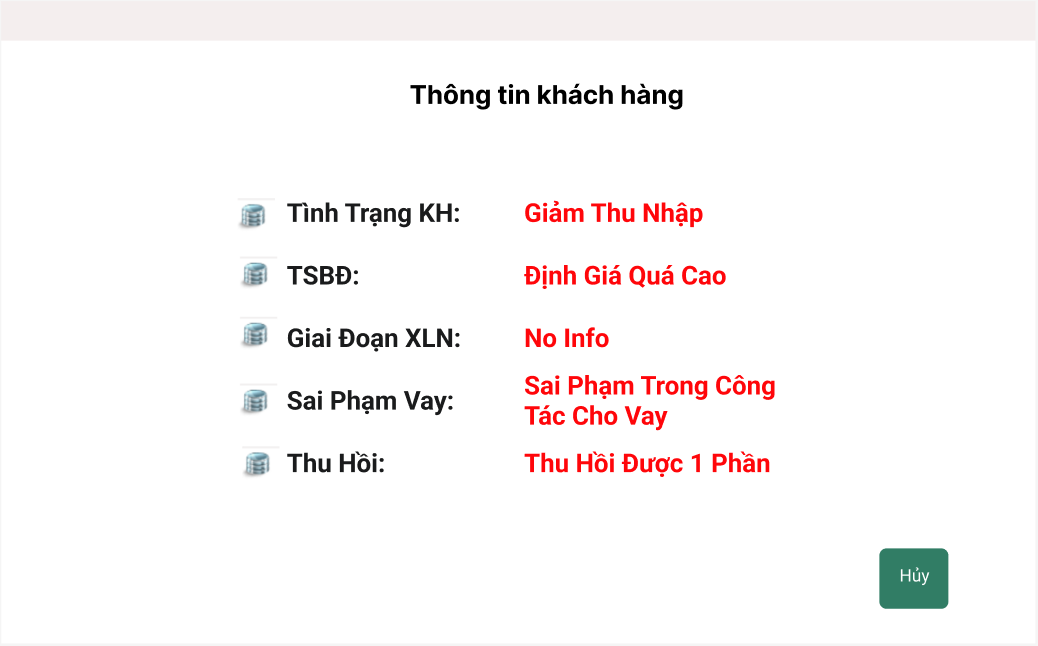 Thông tin khách hàng
Tình Trạng KH: Giảm Thu Nhập
TSBĐ: Định Giá Quá Cao
Giai Đoạn XLN: No Info
Sai Phạm Vay: Sai Phạm Trong Công
Tác Cho Vay
Thu Hồi: Thu Hồi Được 1 Phần
Hủy